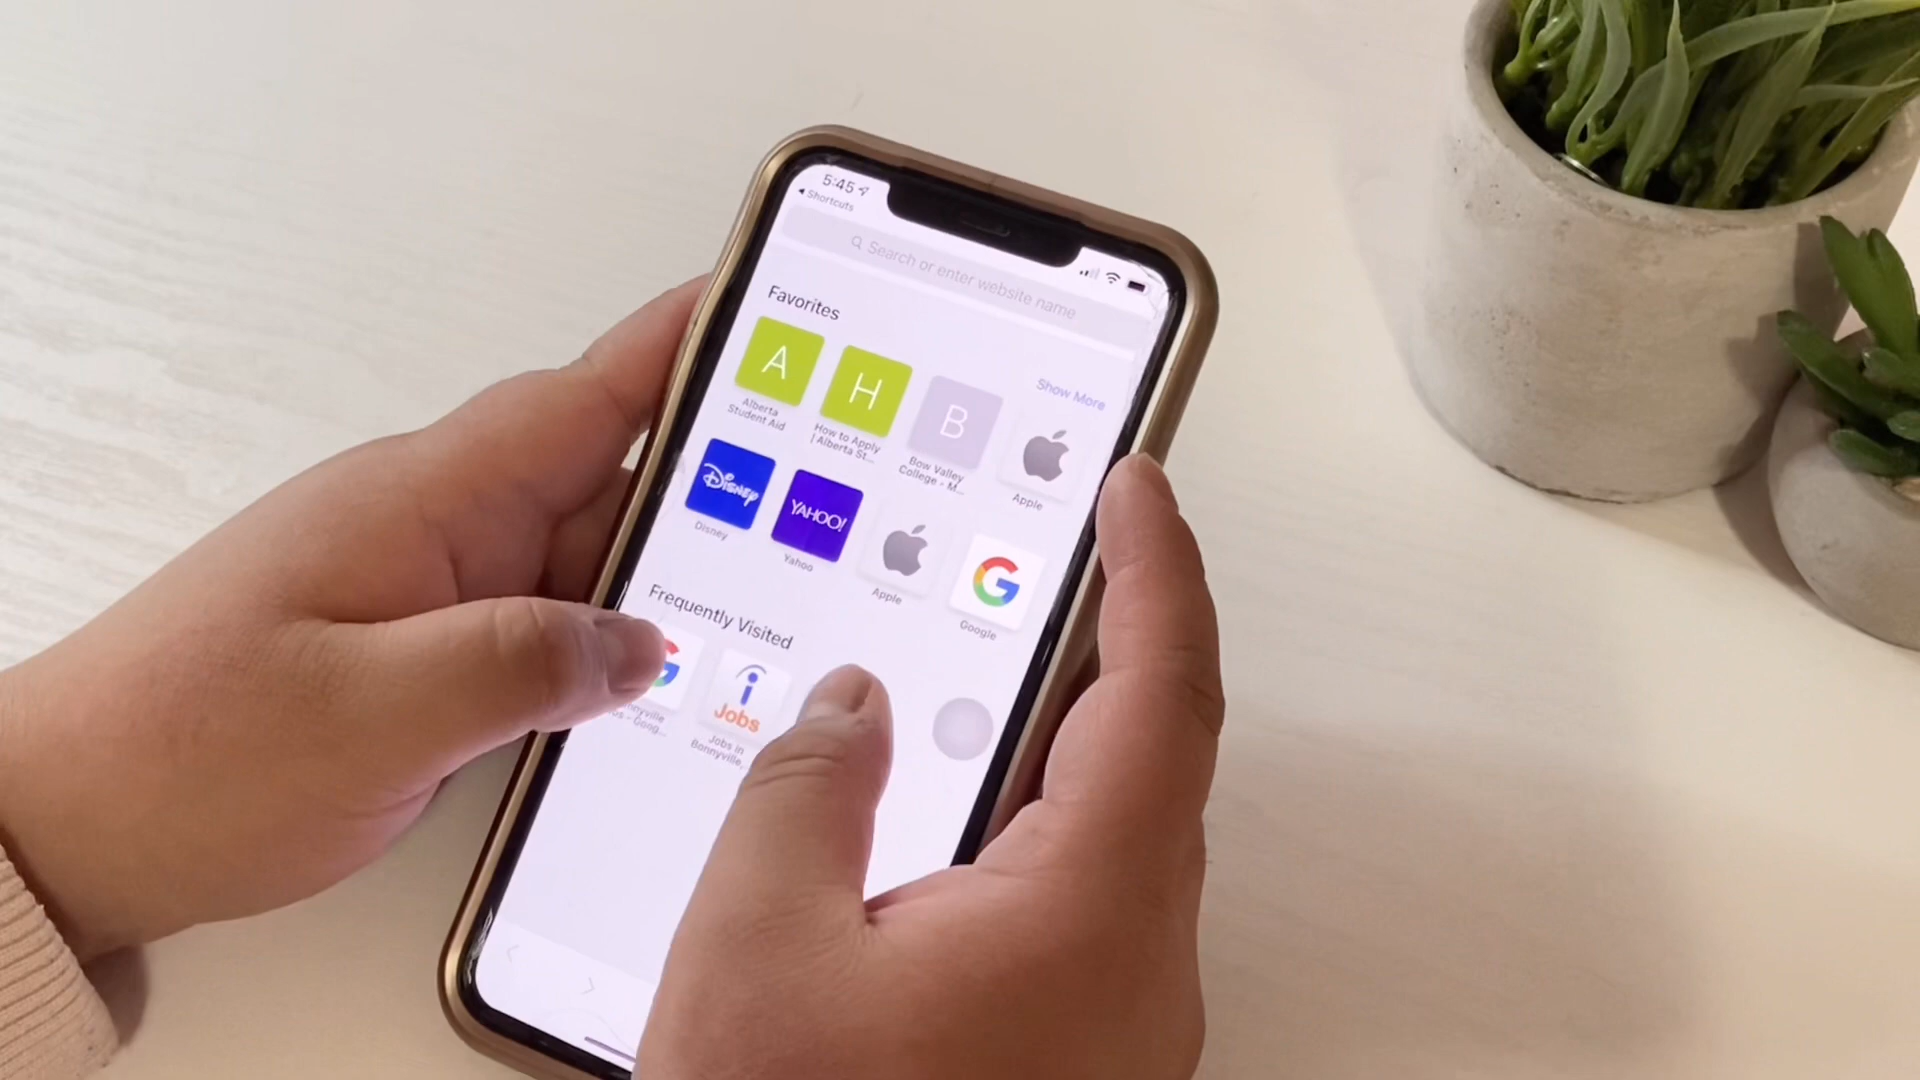 5:45
Shortcuts
Search or enter website name
Favorites
Show More
A
H
B
Alberta
Student Aid
How to Apply
| Alberta St...
Bow Valley
College - M...
Apple
Disney
YAHOO!
Disney
Yahoo
Apple
Google
Frequently Visited
i
Jobs
Goog...
Jobs in
Bonnyville,